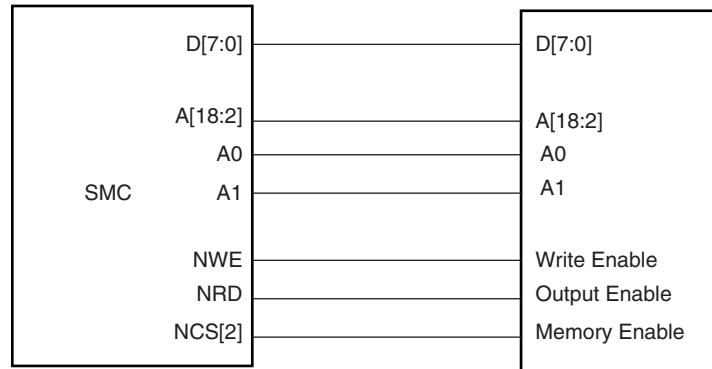 D[7:0] D[7:0]
A[18:2] A[18:2]
A0 A0
SMC A1 A1
NWE Write Enable
NRD Output Enable
NCS[2] Memory Enable